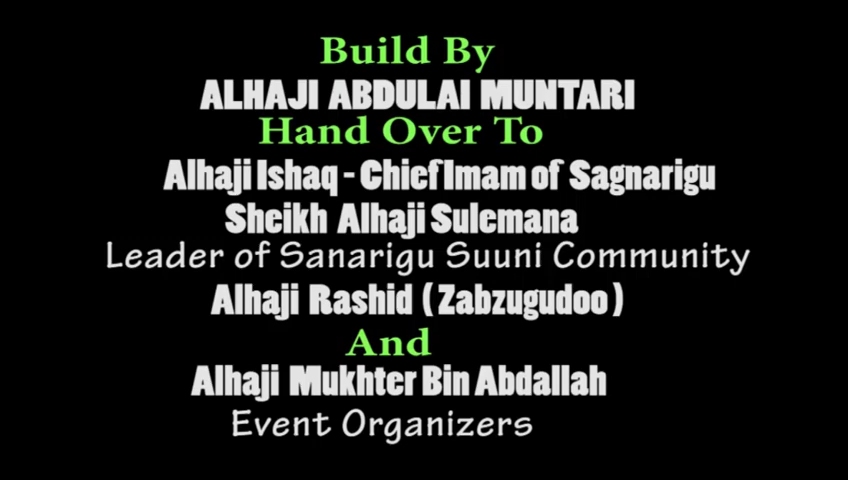 Build By
ALHAJI ABDULAI MUNTARI
Hand Over To
Alhaji Ishaq - Chief Imam of Sagnarigu
Sheikh Alhaji Sulemana
Leader of Sanarigu Suuni Community
Alhaji Rashid (Zabzugudoo)
And
Alhaji Mukhter Bin Abdallah
Event Organizers